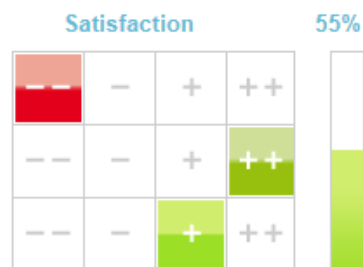 Satisfaction 55%
-- - + ++
-- - + ++
-- - + ++